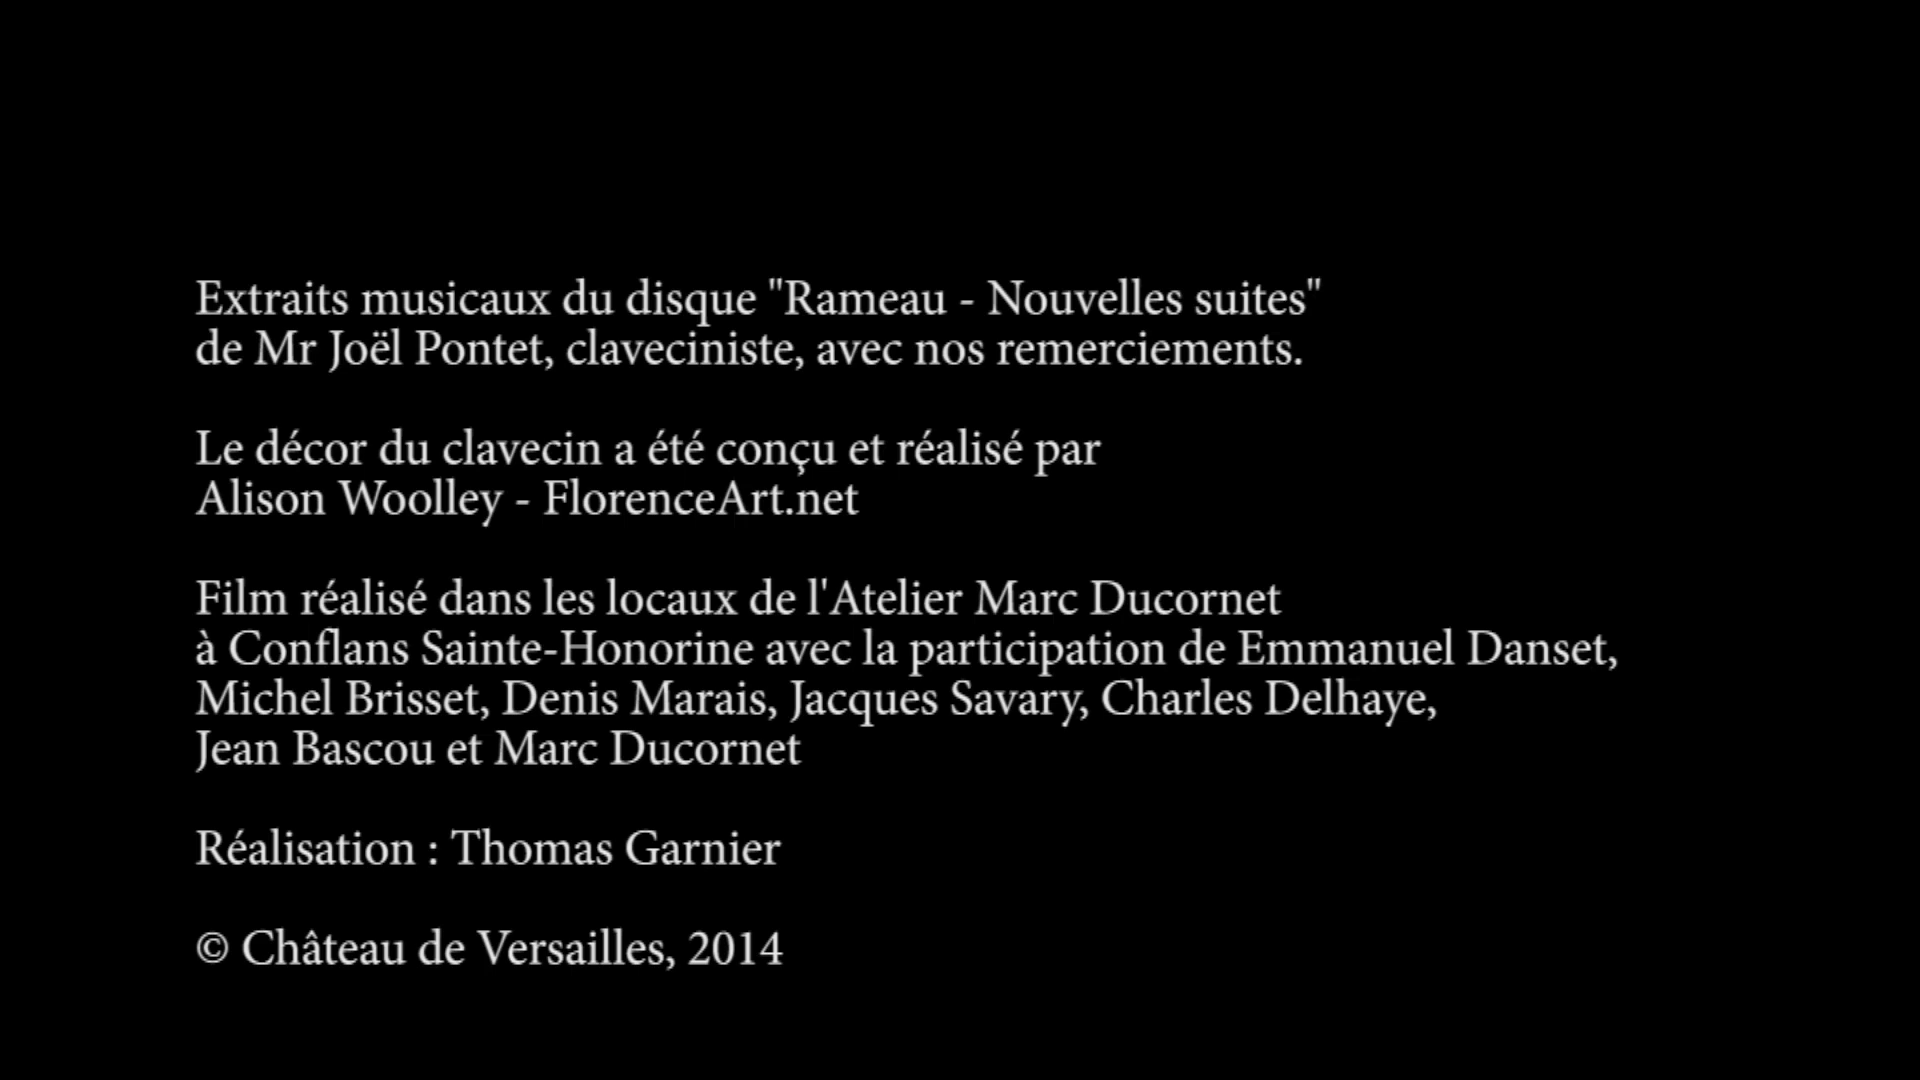 Extraits musicaux du disque "Rameau - Nouvelles suites"
de Mr Joël Pontet, claveciniste, avec nos remerciements.
Le décor du clavecin a été conçu et réalisé par
Alison Woolley - FlorenceArt.net
Film réalisé dans les locaux de l'Atelier Marc Ducornet
à Conflans Sainte-Honorine avec la participation de Emmanuel Danset,
Michel Brisset, Denis Marais, Jacques Savary, Charles Delhaye,
Jean Bascou et Marc Ducornet
Réalisation : Thomas Garnier
© Château de Versailles, 2014